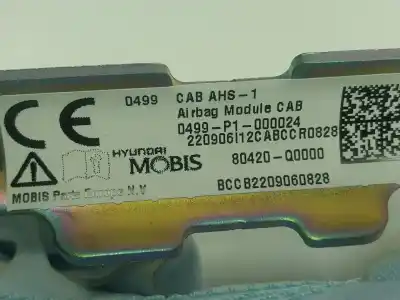 0499 CAB AHS-1
Airbag Module CAB
0499-P1-000024
220906I12CABCCR0828
CE
HYUNDAI
MOBIS
80420-Q0000
MOBIS Parts Europe N.V
BCCB2209060828